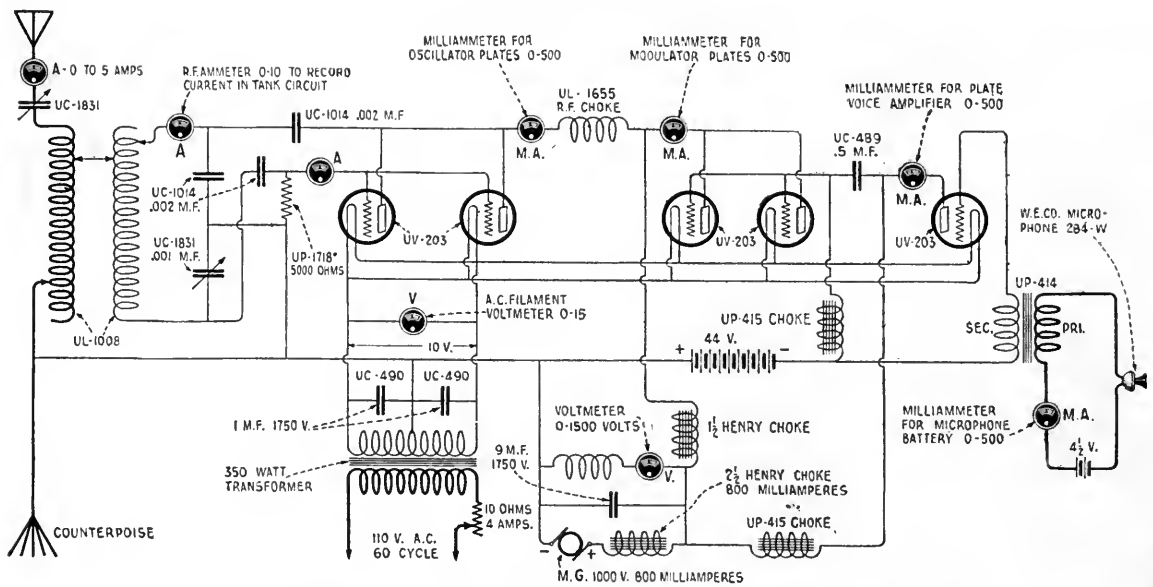 MILLIAMMETER FOR
OSCILLATOR PLATES 0-500
MILLIAMMETER FOR
MODULATOR PLATES 0-500
A-0 TO 5 AMPS
R.F. AMMETER 0-10 TO RECORD
CURRENT IN TANK CIRCUIT
UC-1831
UL-1655
R.F. CHOKE
MILLIAMMETER FOR PLATE
VOICE AMPLIFIER 0-500
UC-1014 .002 M.F.
A
M.A.
M.A.
UC-489
.5 M.F.
M.A.
A
UC-1014
.002 M.F.
UC-1831
.001 M.F.
UP-1718
5000 OHMS
UV-203
UV-203
UV-203
W.E.CO. MICRO-
PHONE 284-W
UP-414
UL-1008
V
A.C. FILAMENT
VOLTMETER 0-15
10 V.
UP-415 CHOKE
+ 44 V. -
SEC.
PRI.
UC-490
UC-490
1 M.F. 1750 V.
VOLTMETER
0-1500 VOLTS
V.
1½ HENRY CHOKE
MILLIAMMETER
FOR MICROPHONE
BATTERY 0-500
M.A.
4½ V.
350 WATT
TRANSFORMER
9 M.F.
1750 V.
2½ HENRY CHOKE
800 MILLIAMPERES
10 OHMS
4 AMPS.
UP-415 CHOKE
COUNTERPOISE
110 V. A.C.
60 CYCLE
- +
M.G. 1000 V. 800 MILLIAMPERES